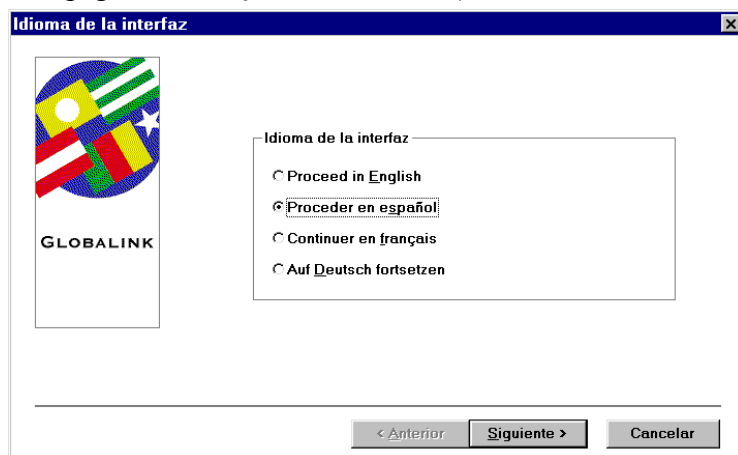 Idioma de la interfaz
Idioma de la interfaz
Proceed in English
Proceder en español
Continuer en français
Auf Deutsch fortsetzen
GLOBALINK
< Anterior
Siguiente >
Cancelar